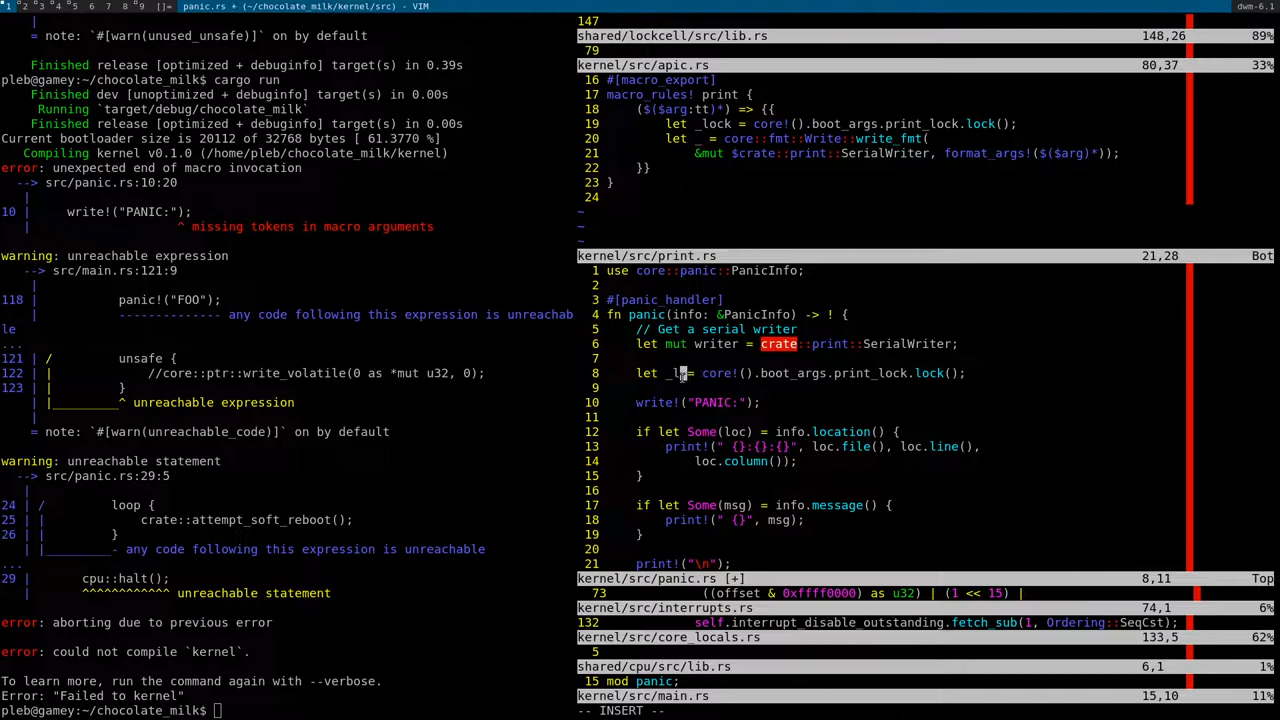 1 2 3 4 5 6 7 8 9 []= panic.rs + (~/chocolate_milk/kernel/src) - VIM dwm-6.1
|
= note: `#[warn(unused_unsafe)]` on by default
Finished release [optimized + debuginfo] target(s) in 0.39s
pleb@gamey:~/chocolate_milk$ cargo run
Finished dev [unoptimized + debuginfo] target(s) in 0.00s
Running `target/debug/chocolate_milk`
Finished release [optimized + debuginfo] target(s) in 0.00s
Current bootloader size is 20112 of 32768 bytes [ 61.3770 %]
Compiling kernel v0.1.0 (/home/pleb/chocolate_milk/kernel)
error: unexpected end of macro invocation
--> src/panic.rs:10:20
|
10 | write!("PANIC:");
| ^ missing tokens in macro arguments
warning: unreachable expression
--> src/main.rs:121:9
|
118 | panic!("FOO");
| -------------- any code following this expression is unreachab
le
...
121 | / unsafe {
122 | | //core::ptr::write_volatile(0 as *mut u32, 0);
123 | | }
| |_________^ unreachable expression
|
= note: `#[warn(unreachable_code)]` on by default
warning: unreachable statement
--> src/panic.rs:29:5
|
24 | / loop {
25 | | crate::attempt_soft_reboot();
26 | | }
| |_________- any code following this expression is unreachable
...
29 | cpu::halt();
| ^^^^^^^^^^^^ unreachable statement
error: aborting due to previous error
error: could not compile `kernel`.
To learn more, run the command again with --verbose.
Error: "Failed to kernel"
pleb@gamey:~/chocolate_milk$
147
shared/lockcell/src/lib.rs 148,26 89%
79
kernel/src/apic.rs 80,37 33%
16 #[macro_export]
17 macro_rules! print {
18 ($($arg:tt)*) => {{
19 let _lock = core!().boot_args.print_lock.lock();
20 let _ = core::fmt::Write::write_fmt(
21 &mut $crate::print::SerialWriter, format_args!($($arg)*));
22 }}
23 }
24
~
~
~
kernel/src/print.rs 21,28 Bot
1 use core::panic::PanicInfo;
2
3 #[panic_handler]
4 fn panic(info: &PanicInfo) -> ! {
5 // Get a serial writer
6 let mut writer = crate::print::SerialWriter;
7
8 let _l = core!().boot_args.print_lock.lock();
9
10 write!("PANIC:");
11
12 if let Some(loc) = info.location() {
13 print!(" {}:{}:{}", loc.file(), loc.line(),
14 loc.column());
15 }
16
17 if let Some(msg) = info.message() {
18 print!(" {}", msg);
19 }
20
21 print!("\n");
kernel/src/panic.rs [+] 8,11 Top
73 ((offset & 0xffff0000) as u32) | (1 << 15) |
kernel/src/interrupts.rs 74,1 6%
132 self.interrupt_disable_outstanding.fetch_sub(1, Ordering::SeqCst);
kernel/src/core_locals.rs 133,5 62%
5
shared/cpu/src/lib.rs 6,1 1%
15 mod panic;
kernel/src/main.rs 15,10 11%
-- INSERT --